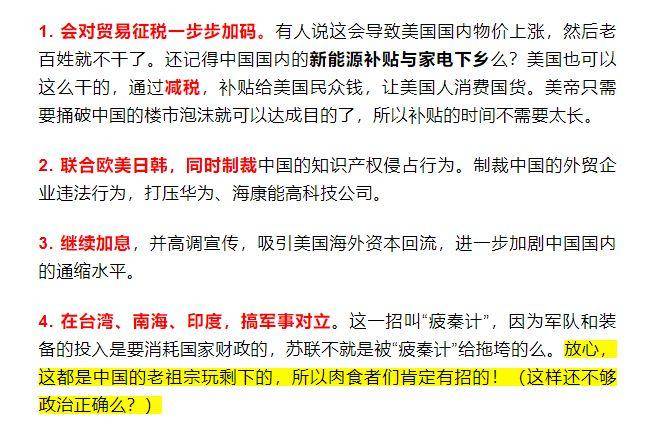 1. 会对贸易征税一步步加码。有人说这会导致美国国内物价上涨，然后老
百姓就不干了。还记得中国国内的新能源补贴与家电下乡么？美国也可以
这么干的，通过减税，补贴给美国民众钱，让美国人消费国货。美帝只需
要捅破中国的楼市泡沫就可以达成目的了，所以补贴的时间不需要太长。
2. 联合欧美日韩，同时制裁中国的知识产权侵占行为。制裁中国的外贸企
业违法行为，打压华为、海康能高科技公司。
3. 继续加息，并高调宣传，吸引美国海外资本回流，进一步加剧中国国内
的通缩水平。
4. 在台湾、南海、印度，搞军事对立。这一招叫“疲秦计”，因为军队和装
备的投入是要消耗国家财政的，苏联不就是被“疲秦计”给拖垮的么。放心，
这都是中国的老祖宗玩剩下的，所以肉食者们肯定有招的！（这样还不够
政治正确么？）